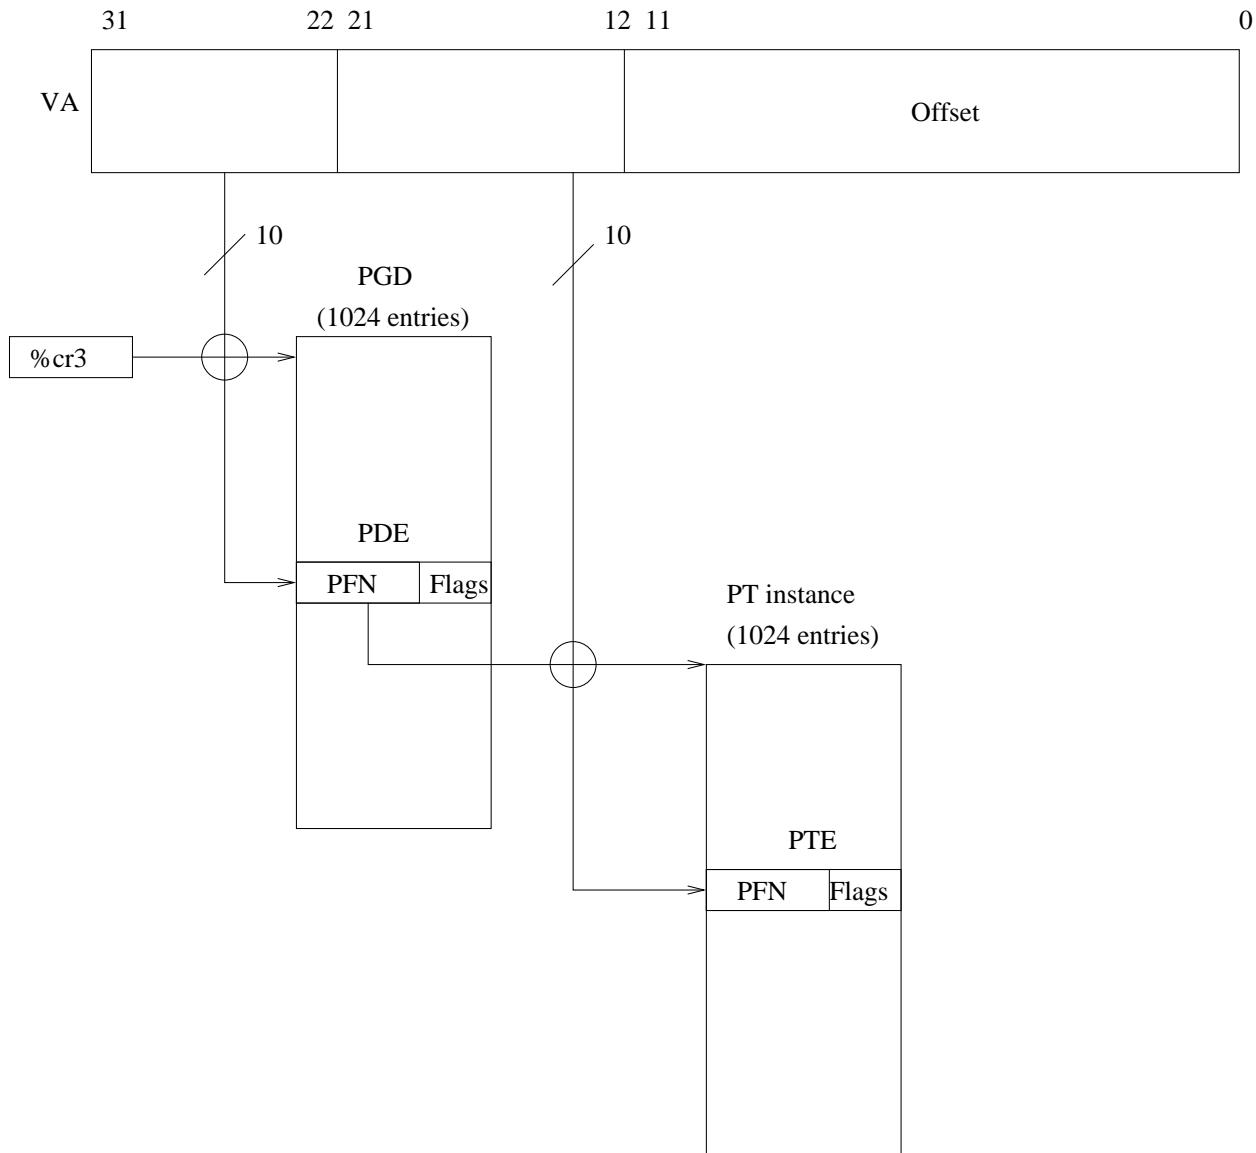 31 22 21 12 11 0
VA Offset
10 10
PGD
(1024 entries)
%cr3
PDE
PFN Flags
PT instance
(1024 entries)
PTE
PFN Flags